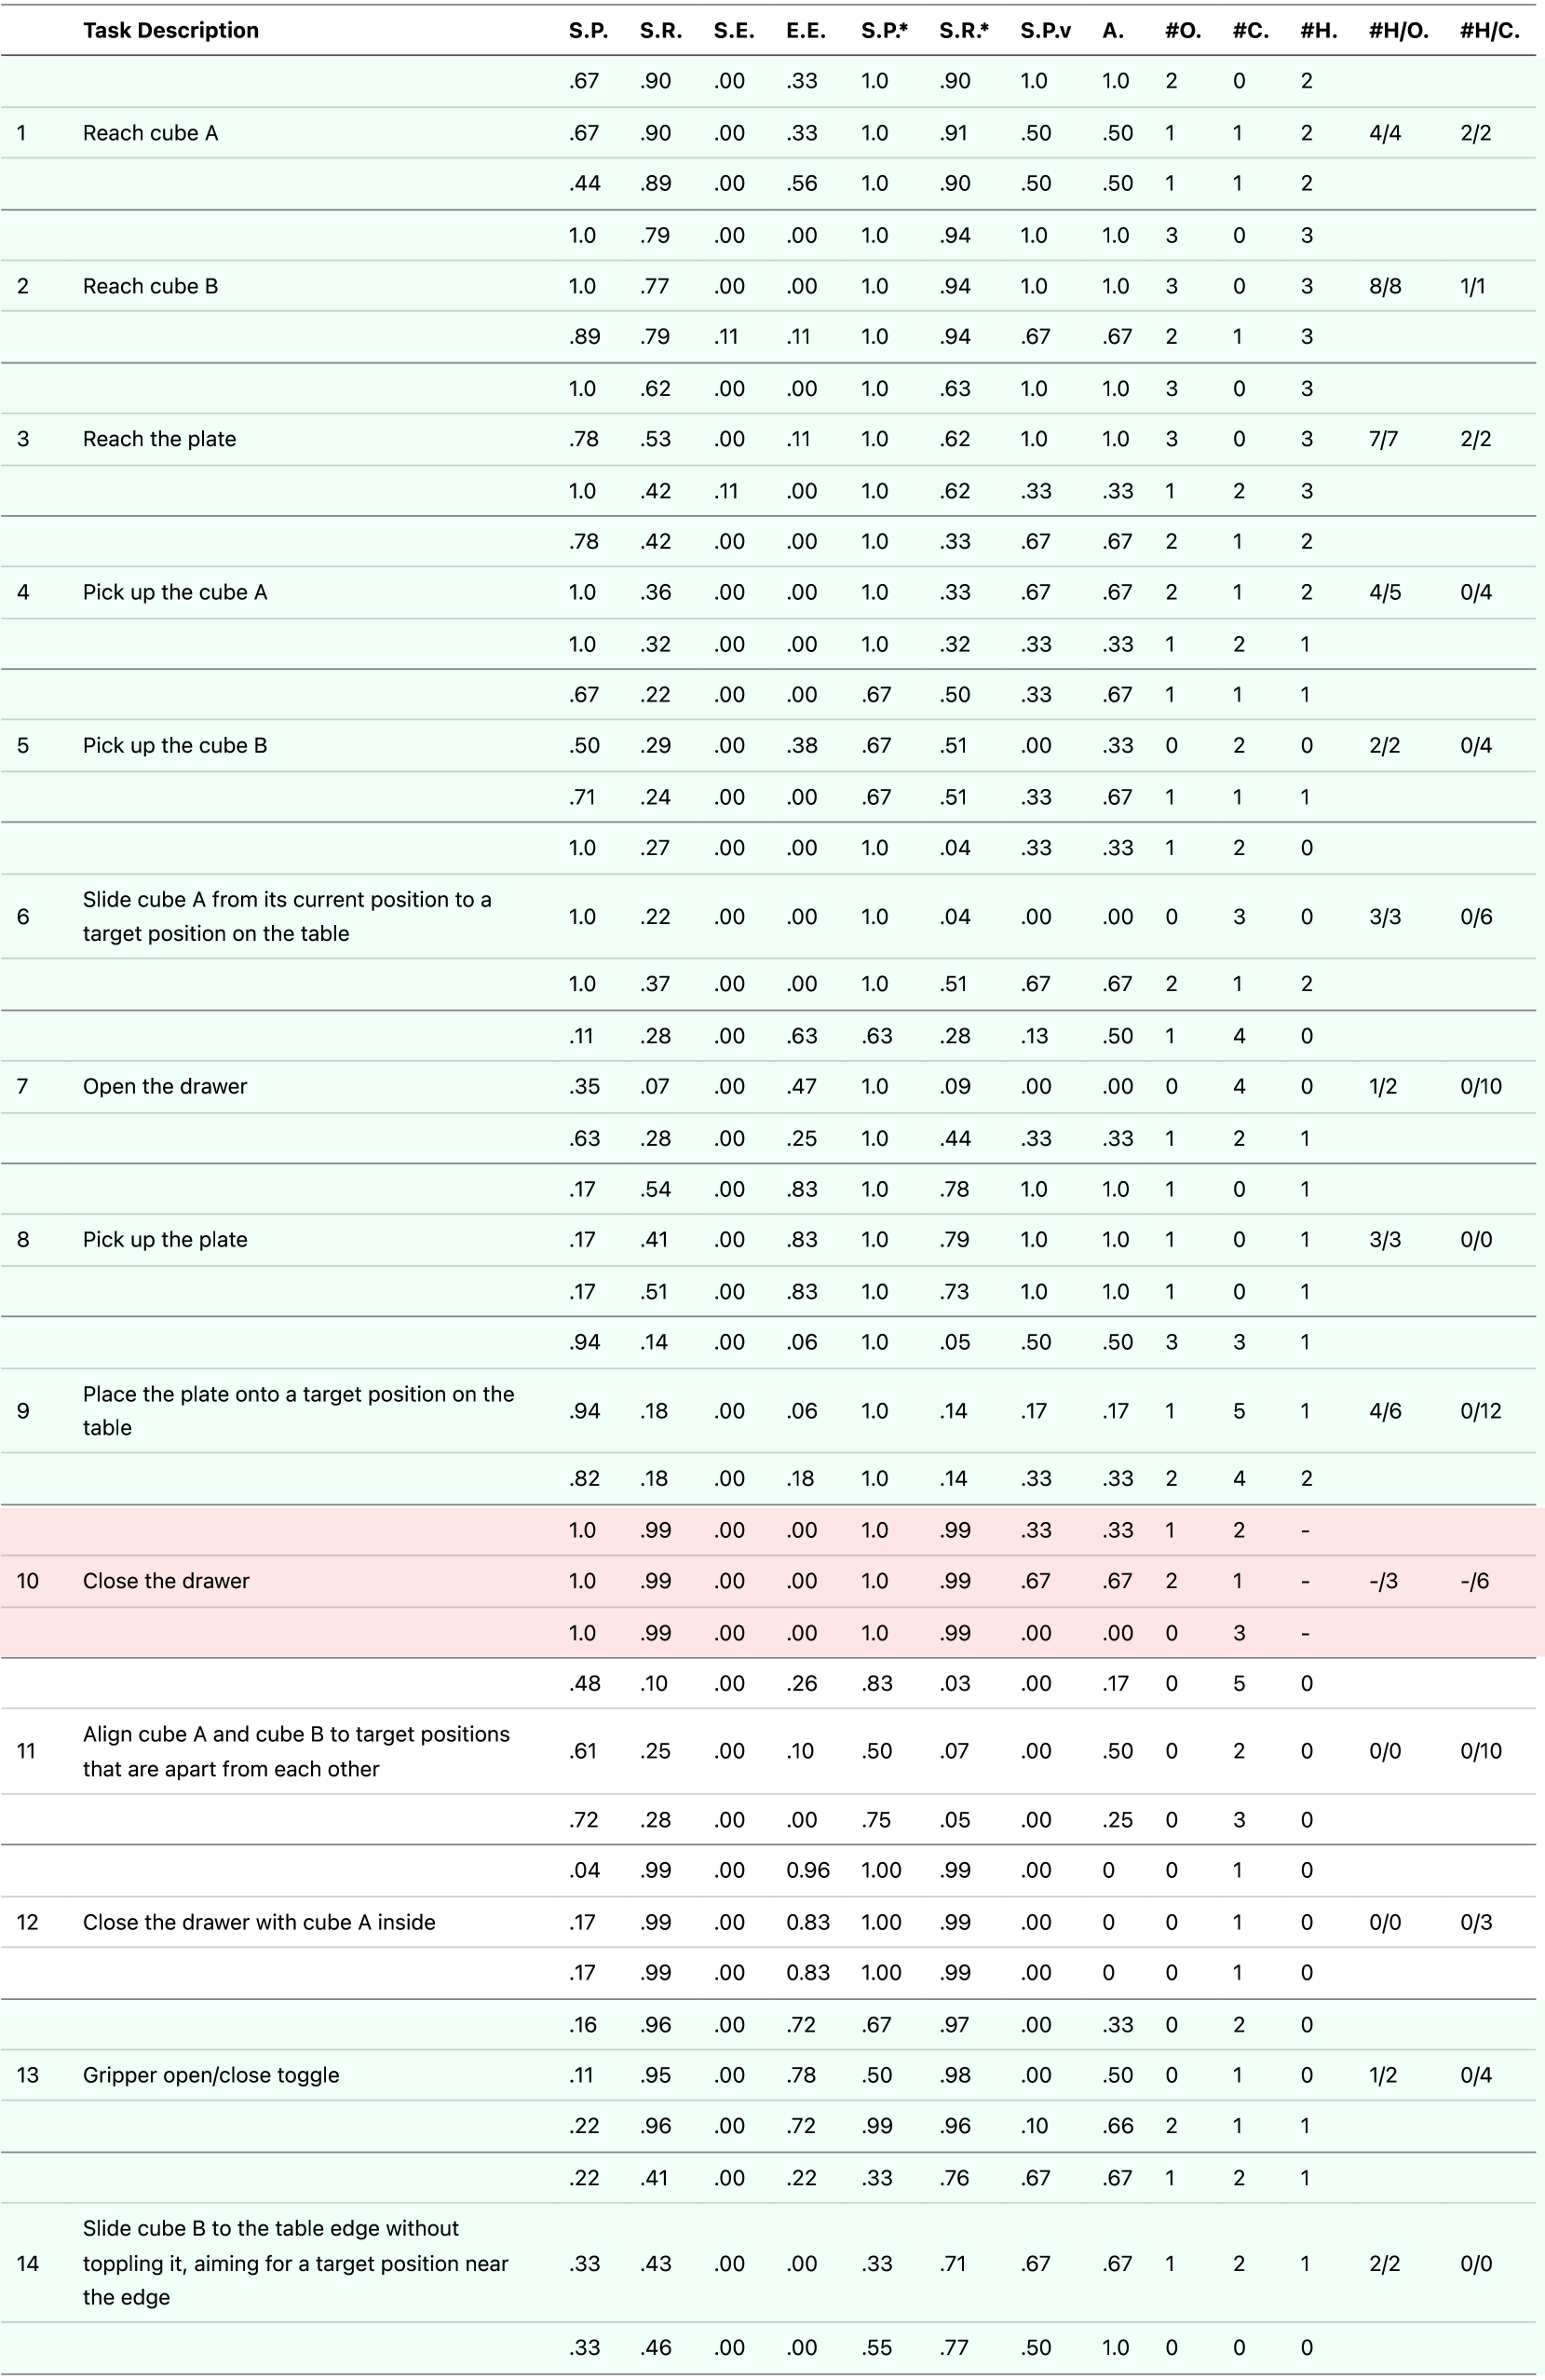 Task Description S.P. S.R. S.E. E.E. S.P.* S.R.* S.P.v A. #O. #C. #H. #H/O. #H/C.
.67 .90 .00 .33 1.0 .90 1.0 1.0 2 0 2
1 Reach cube A .67 .90 .00 .33 1.0 .91 .50 .50 1 1 2 4/4 2/2
.44 .89 .00 .56 1.0 .90 .50 .50 1 1 2
1.0 .79 .00 .00 1.0 .94 1.0 1.0 3 0 3
2 Reach cube B 1.0 .77 .00 .00 1.0 .94 1.0 1.0 3 0 3 8/8 1/1
.89 .79 .11 .11 1.0 .94 .67 .67 2 1 3
1.0 .62 .00 .00 1.0 .63 1.0 1.0 3 0 3
3 Reach the plate .78 .53 .00 .11 1.0 .62 1.0 1.0 3 0 3 7/7 2/2
1.0 .42 .11 .00 1.0 .62 .33 .33 1 2 3
.78 .42 .00 .00 1.0 .33 .67 .67 2 1 2
4 Pick up the cube A 1.0 .36 .00 .00 1.0 .33 .67 .67 2 1 2 4/5 0/4
1.0 .32 .00 .00 1.0 .32 .33 .33 1 2 1
.67 .22 .00 .00 .67 .50 .33 .67 1 1 1
5 Pick up the cube B .50 .29 .00 .38 .67 .51 .00 .33 0 2 0 2/2 0/4
.71 .24 .00 .00 .67 .51 .33 .67 1 1 1
1.0 .27 .00 .00 1.0 .04 .33 .33 1 2 0
Slide cube A from its current position to a
6 target position on the table 1.0 .22 .00 .00 1.0 .04 .00 .00 0 3 0 3/3 0/6
1.0 .37 .00 .00 1.0 .51 .67 .67 2 1 2
.11 .28 .00 .63 .63 .28 .13 .50 1 4 0
7 Open the drawer .35 .07 .00 .47 1.0 .09 .00 .00 0 4 0 1/2 0/10
.63 .28 .00 .25 1.0 .44 .33 .33 1 2 1
.17 .54 .00 .83 1.0 .78 1.0 1.0 1 0 1
8 Pick up the plate .17 .41 .00 .83 1.0 .79 1.0 1.0 1 0 1 3/3 0/0
.17 .51 .00 .83 1.0 .73 1.0 1.0 1 0 1
.94 .14 .00 .06 1.0 .05 .50 .50 3 3 1
Place the plate onto a target position on the
9 table .94 .18 .00 .06 1.0 .14 .17 .17 1 5 1 4/6 0/12
.82 .18 .00 .18 1.0 .14 .33 .33 2 4 2
1.0 .99 .00 .00 1.0 .99 .33 .33 1 2 -
10 Close the drawer 1.0 .99 .00 .00 1.0 .99 .67 .67 2 1 - -/3 -/6
1.0 .99 .00 .00 1.0 .99 .00 .00 0 3 -
.48 .10 .00 .26 .83 .03 .00 .17 0 5 0
Align cube A and cube B to target positions
11 that are apart from each other .61 .25 .00 .10 .50 .07 .00 .50 0 2 0 0/0 0/10
.72 .28 .00 .00 .75 .05 .00 .25 0 3 0
.04 .99 .00 0.96 1.00 .99 .00 0 0 1 0
12 Close the drawer with cube A inside .17 .99 .00 0.83 1.00 .99 .00 0 0 1 0 0/0 0/3
.17 .99 .00 0.83 1.00 .99 .00 0 0 1 0
.16 .96 .00 .72 .67 .97 .00 .33 0 2 0
13 Gripper open/close toggle .11 .95 .00 .78 .50 .98 .00 .50 0 1 0 1/2 0/4
.22 .96 .00 .72 .99 .96 .10 .66 2 1 1
.22 .41 .00 .22 .33 .76 .67 .67 1 2 1
Slide cube B to the table edge without
14 toppling it, aiming for a target position near .33 .43 .00 .00 .33 .71 .67 .67 1 2 1 2/2 0/0
the edge
.33 .46 .00 .00 .55 .77 .50 1.0 0 0 0